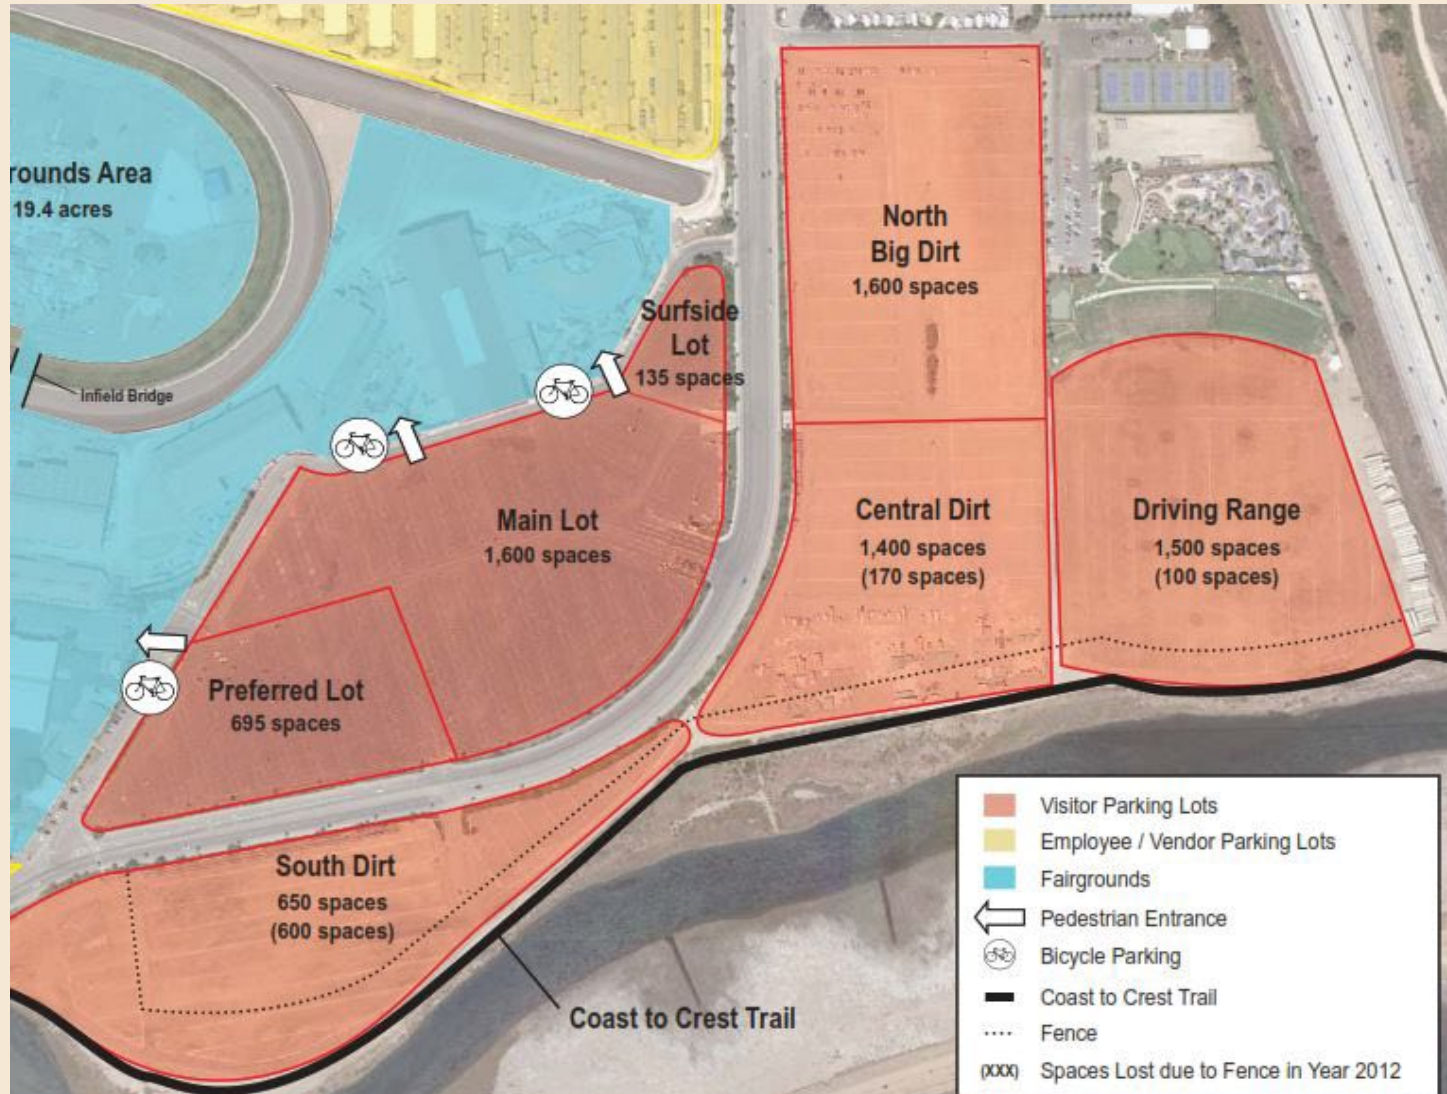 rounds Area
19.4 acres
Infield Bridge
Surfside
Lot
135 spaces
North
Big Dirt
1,600 spaces
Main Lot
1,600 spaces
Central Dirt
1,400 spaces
(170 spaces)
Driving Range
1,500 spaces
(100 spaces)
Preferred Lot
695 spaces
South Dirt
650 spaces
(600 spaces)
Coast to Crest Trail
Visitor Parking Lots
Employee / Vendor Parking Lots
Fairgrounds
Pedestrian Entrance
Bicycle Parking
Coast to Crest Trail
Fence
(XXX) Spaces Lost due to Fence in Year 2012